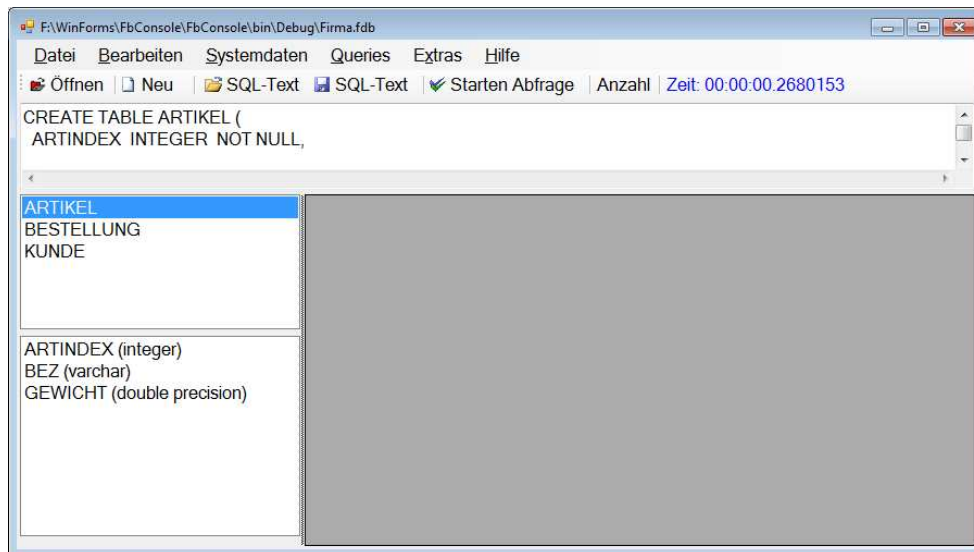 F:\WinForms\FbConsole\FbConsole\bin\Debug\Firma.fdb
Datei Bearbeiten Systemdaten Queries Extras Hilfe
Öffnen Neu SQL-Text SQL-Text Starten Abfrage Anzahl Zeit: 00:00:00.2680153
CREATE TABLE ARTIKEL (
ARTINDEX INTEGER NOT NULL,
ARTIKEL
BESTELLUNG
KUNDE
ARTINDEX (integer)
BEZ (varchar)
GEWICHT (double precision)